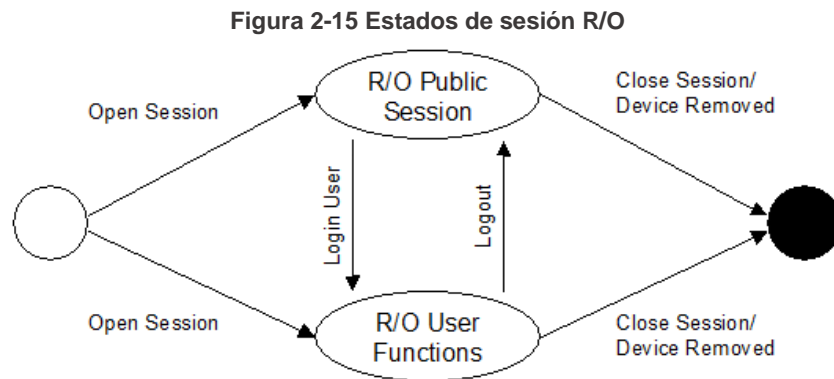 Figura 2-15 Estados de sesión R/O
R/O Public
Session
Close Session/
Device Removed
Open Session
Login User
Logout
Open Session
R/O User
Functions
Close Session/
Device Removed